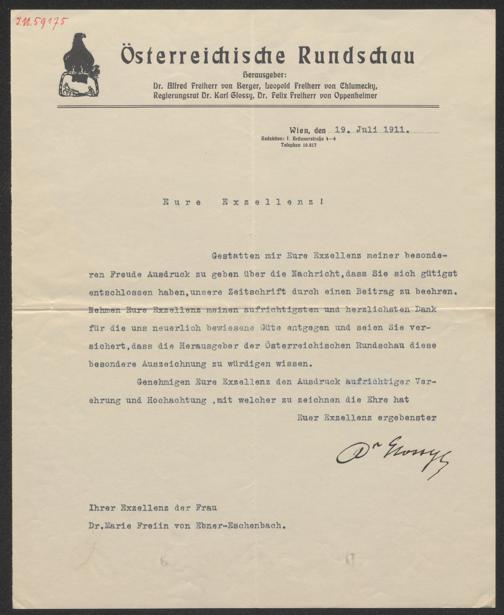 J.N. 59175
Österreichische Rundschau
Herausgeber:
Dr. Alfred Freiherr von Berger, Leopold Freiherr von Chlumecky,
Regierungsrat Dr. Karl Glossy, Dr. Felix Freiherr von Oppenheimer
Wien, den 19. Juli 1911.
Redaktion: I.
Telephon
Eure Exzellenz!
Gestatten mir Eure Exzellenz meiner besonde-
ren Freude Ausdruck zu geben über die Nachricht,dass Sie sich gütigst
entschlossen haben,unsere Zeitschrift durch einen Beitrag zu beehren.
Nehmen Eure Exzellenz meinen aufrichtigsten und herzlichsten Dank
für die uns neuerlich bewiesene Güte entgegen und seien Sie ver-
sichert,dass die Herausgeber der Österreichischen Rundschau diese
besondere Auszeichnung zu würdigen wissen.
Genehmigen Eure Exzellenz den Ausdruck aufrichtiger Ver-
ehrung und Hochachtung ,mit welcher zu zeichnen die Ehre hat
Euer Exzellenz ergebenster
Dr Glossy
Ihrer Exzellenz der Frau
Dr.Marie Freiin von Ebner-Eschenbach.